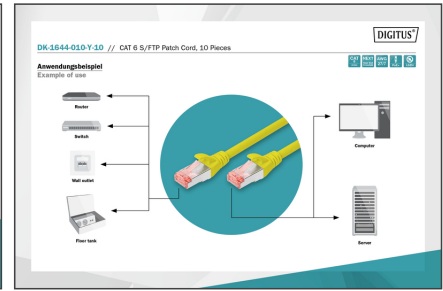 DIGITUS®
DK-1644-010-Y-10 // CAT 6 S/FTP Patch Cord, 10 Pieces
Anwendungsbeispiel
Example of use
Router
Switch
Wall outlet
Floor tank
Computer
Server